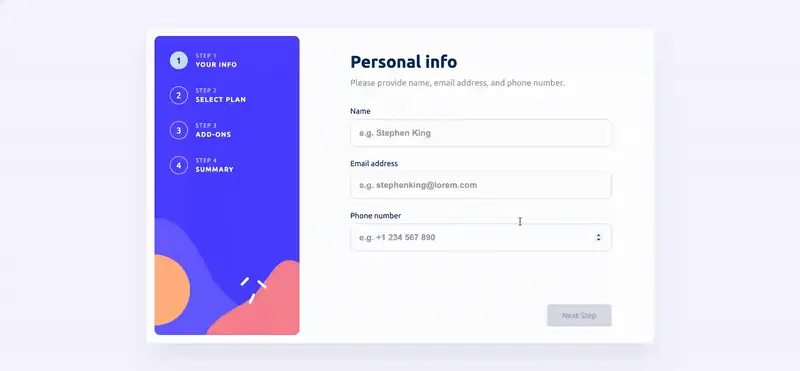 1
STEP 1
YOUR INFO
2
STEP 2
SELECT PLAN
3
STEP 3
ADD-ONS
4
STEP 4
SUMMARY
Personal info
Please provide name, email address, and phone number.
Name
e.g. Stephen King
Email address
e.g. stephenking@lorem.com
Phone number
e.g. +1 234 567 890
Next Step